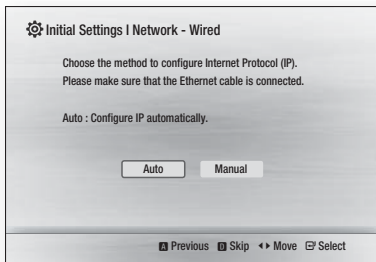 Initial Settings I Network - Wired
Choose the method to configure Internet Protocol (IP).
Please make sure that the Ethernet cable is connected.
Auto : Configure IP automatically.
Auto Manual
A Previous D Skip Move Select